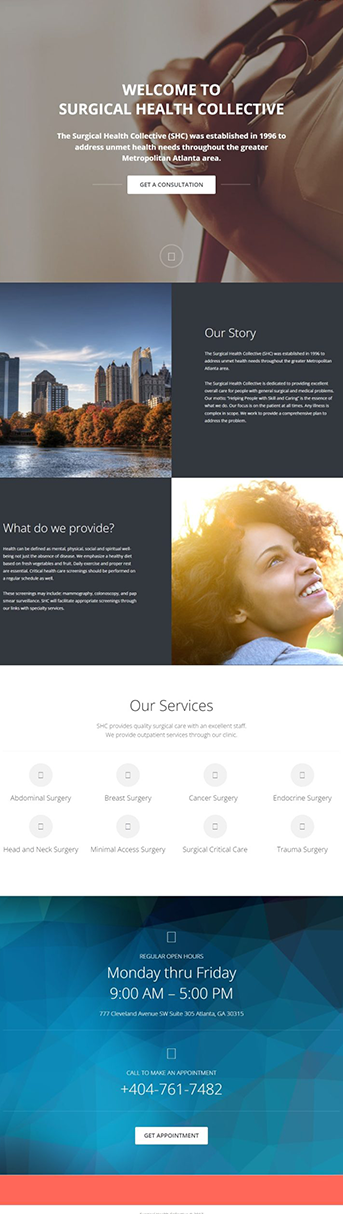 WELCOME TO
SURGICAL HEALTH COLLECTIVE
The Surgical Health Collective (SHC) was established in 1996 to
address unmet health needs throughout the greater
Metropolitan Atlanta area.
GET A CONSULTATION
Our Story
The Surgical Health Collective (SHC) was established in 1996 to
address unmet health needs throughout the greater Metropolitan
Atlanta area.
The Surgical Health Collective is dedicated to providing excellent
overall care for people with general surgical and medical problems.
Our motto; "Helping People with Skill and Caring" is the essence of
what we do. Our focus is on the patient at all times. Any illness is
complex in scope. We work to provide a comprehensive plan to
address the problem.
What do we provide?
Health can be defined as mental, physical, social and spiritual well
being not just the absence of disease. We emphasize a healthy diet
based on fresh vegetables and fruit. Daily exercise and proper rest
are essential. Critical health care screenings should be performed on
a regular schedule as well.
These screenings may include: mammography, colonoscopy, and pap
smear surveillance. SHC will facilitate appropriate screenings through
our links with specialty services.
Our Services
SHC provides quality surgical care with an excellent staff.
We provide outpatient services through our clinic.
Abdominal Surgery
Breast Surgery
Cancer Surgery
Endocrine Surgery
Head and Neck Surgery
Minimal Access Surgery
Surgical Critical Care
Trauma Surgery
REGULAR OPEN HOURS
Monday thru Friday
9:00 AM – 5:00 PM
777 Cleveland Avenue SW Suite 305 Atlanta, GA 30315
CALL TO MAKE AN APPOINTMENT
+404-761-7482
GET APPOINTMENT